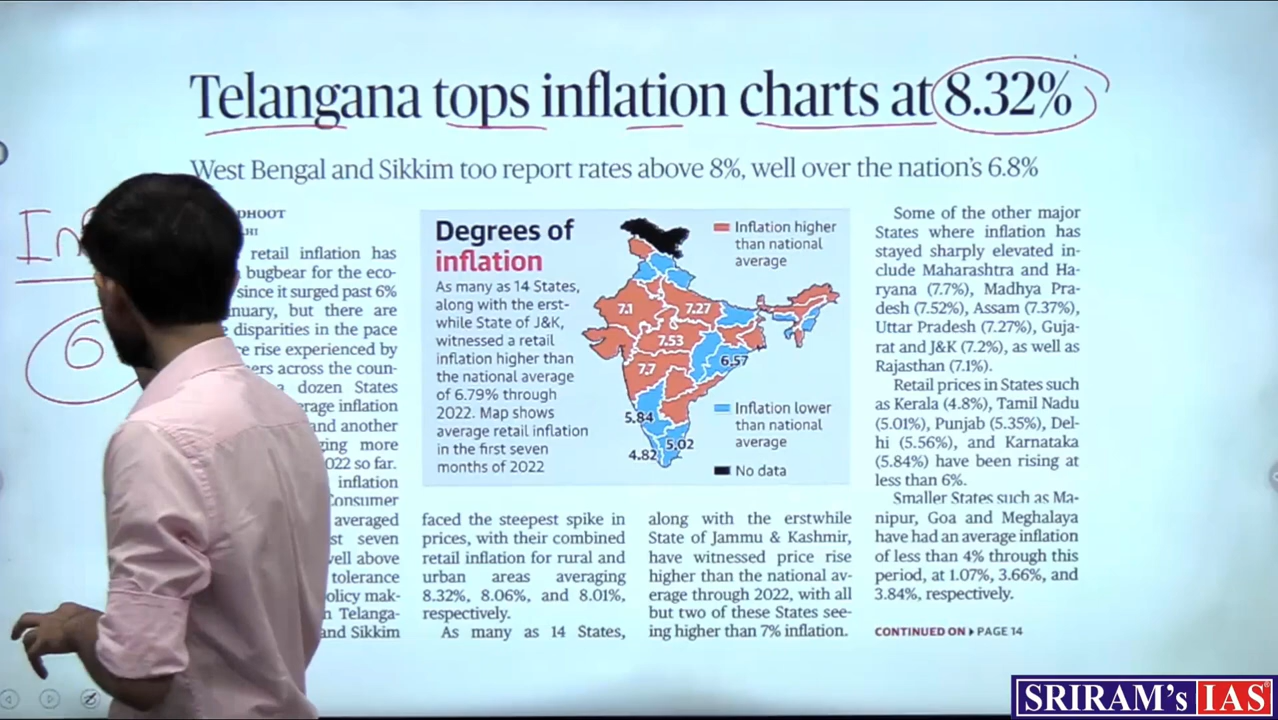 Telangana tops inflation charts at 8.32%
West Bengal and Sikkim too report rates above 8%, well over the nation's 6.8%
In
6
DHOOT
HI
retail inflation has
bugbear for the eco-
since it surged past 6%
nuary, but there are
disparities in the pace
e rise experienced by
ers across the coun-
a dozen States
erage inflation
and another
ging more
022 so far.
inflation
Consumer
averaged
st seven
vell above
tolerance
olicy mak-
n Telanga-
and Sikkim
Degrees of
inflation
As many as 14 States,
along with the erst-
while State of J&K,
witnessed a retail
inflation higher than
the national average
of 6.79% through
2022. Map shows
average retail inflation
in the first seven
months of 2022
Inflation higher
than national
average
7.1
7.27
7.53
7.7
6.57
5.84
5.02
4.82
Inflation lower
than national
average
No data
faced the steepest spike in
prices, with their combined
retail inflation for rural and
urban areas averaging
8.32%, 8.06%, and 8.01%,
respectively.
As many as 14 States,
along with the erstwhile
State of Jammu & Kashmir,
have witnessed price rise
higher than the national av-
erage through 2022, with all
but two of these States see-
ing higher than 7% inflation.
Some of the other major
States where inflation has
stayed sharply elevated in-
clude Maharashtra and Ha-
ryana (7.7%), Madhya Pra-
desh (7.52%), Assam (7.37%),
Uttar Pradesh (7.27%), Guja-
rat and J&K (7.2%), as well as
Rajasthan (7.1%).
Retail prices in States such
as Kerala (4.8%), Tamil Nadu
(5.01%), Punjab (5.35%), Del-
hi (5.56%), and Karnataka
(5.84%) have been rising at
less than 6%.
Smaller States such as Ma-
nipur, Goa and Meghalaya
have had an average inflation
of less than 4% through this
period, at 1.07%, 3.66%, and
3.84%, respectively.
CONTINUED ON ▸ PAGE 14
SRIRAM's IAS®